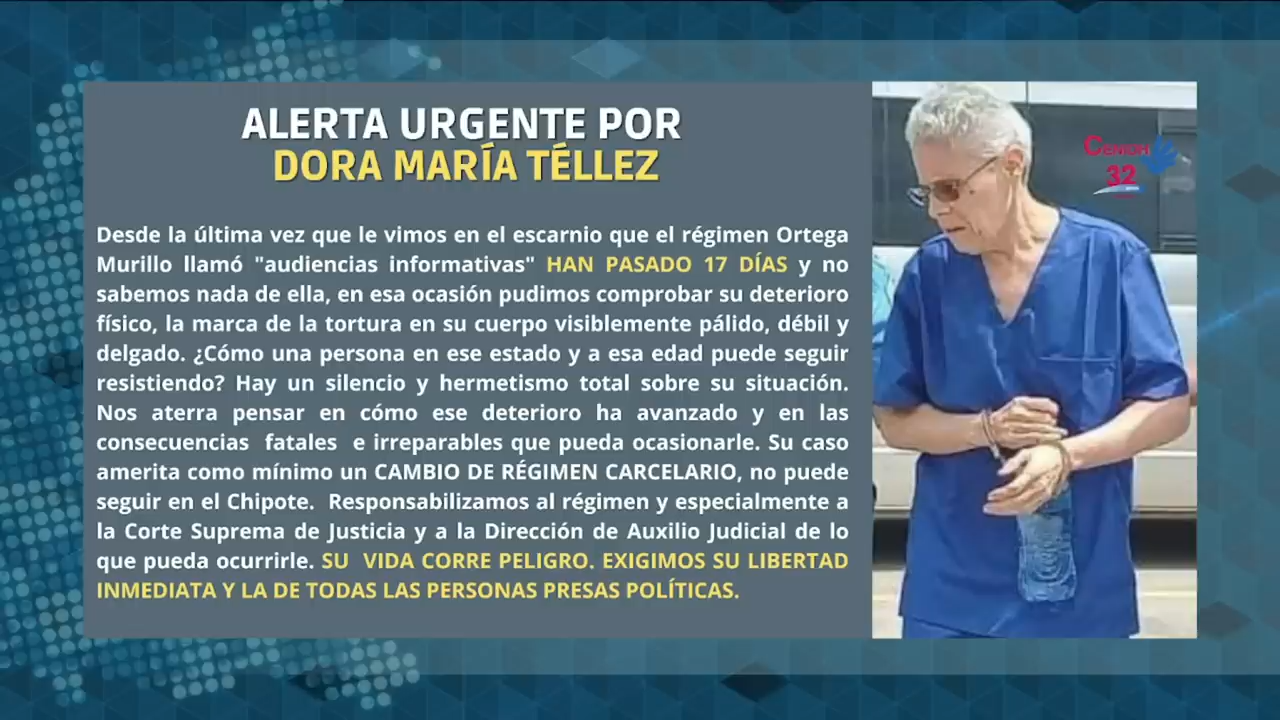 ALERTA URGENTE POR
DORA MARÍA TÉLLEZ
Desde la última vez que le vimos en el escarnio que el régimen Ortega
Murillo llamó "audiencias informativas" HAN PASADO 17 DÍAS y no
sabemos nada de ella, en esa ocasión pudimos comprobar su deterioro
físico, la marca de la tortura en su cuerpo visiblemente pálido, débil y
delgado. ¿Cómo una persona en ese estado y a esa edad puede seguir
resistiendo? Hay un silencio y hermetismo total sobre su situación.
Nos aterra pensar en cómo ese deterioro ha avanzado y en las
consecuencias fatales e irreparables que pueda ocasionarle. Su caso
amerita como mínimo un CAMBIO DE RÉGIMEN CARCELARIO, no puede
seguir en el Chipote. Responsabilizamos al régimen y especialmente a
la Corte Suprema de Justicia y a la Dirección de Auxilio Judicial de lo
que pueda ocurrirle. SU VIDA CORRE PELIGRO. EXIGIMOS SU LIBERTAD
INMEDIATA Y LA DE TODAS LAS PERSONAS PRESAS POLÍTICAS.
32